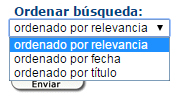 Ordenar búsqueda:
ordenado por relevancia
ordenado por relevancia
ordenado por fecha
ordenado por título
Enviar